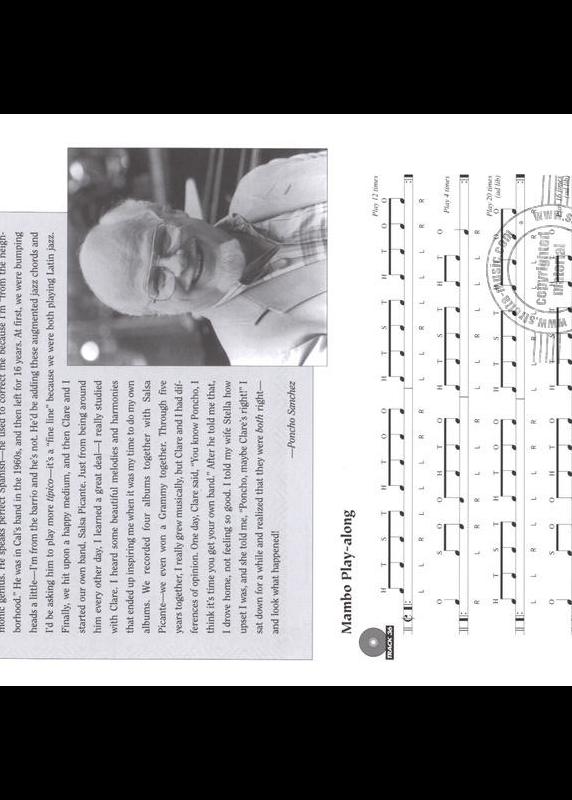 monic genius. He speaks perfect Spanish—he used to correct me because I'm "from the neigh-
borhood." He was in Cal's band in the 1960s, and then left for 16 years. At first, we were bumping
heads a little—I'm from the barrio and he's not. He'd be adding these augmented jazz chords and
I'd be asking him to play more típico—it's a "fine line" because we were both playing Latin jazz.
Finally, we hit upon a happy medium, and then Clare and I
started our own band, Salsa Picante. Just from being around
him every other day, I learned a great deal—I really studied
with Clare. I heard some beautiful melodies and harmonies
that ended up inspiring me when it was my time to do my own
albums. We recorded four albums together with Salsa
Picante—we even won a Grammy together. Through five
years together, I really grew musically, but Clare and I had dif-
ferences of opinion. One day, Clare said, "You know Poncho, I
think it's time you get your own band." After he told me that,
I drove home, not feeling so good. I told my wife Stella how
upset I was, and she told me, "Poncho, maybe Clare's right!" I
sat down for a while and realized that they were both right—
and look what happened!
—Poncho Sanchez
Mambo Play-along
TRACK 35
Play 12 times
Play 4 times
Play 20 times
(ad lib)
www.stretta-music.com
copyrighted
material